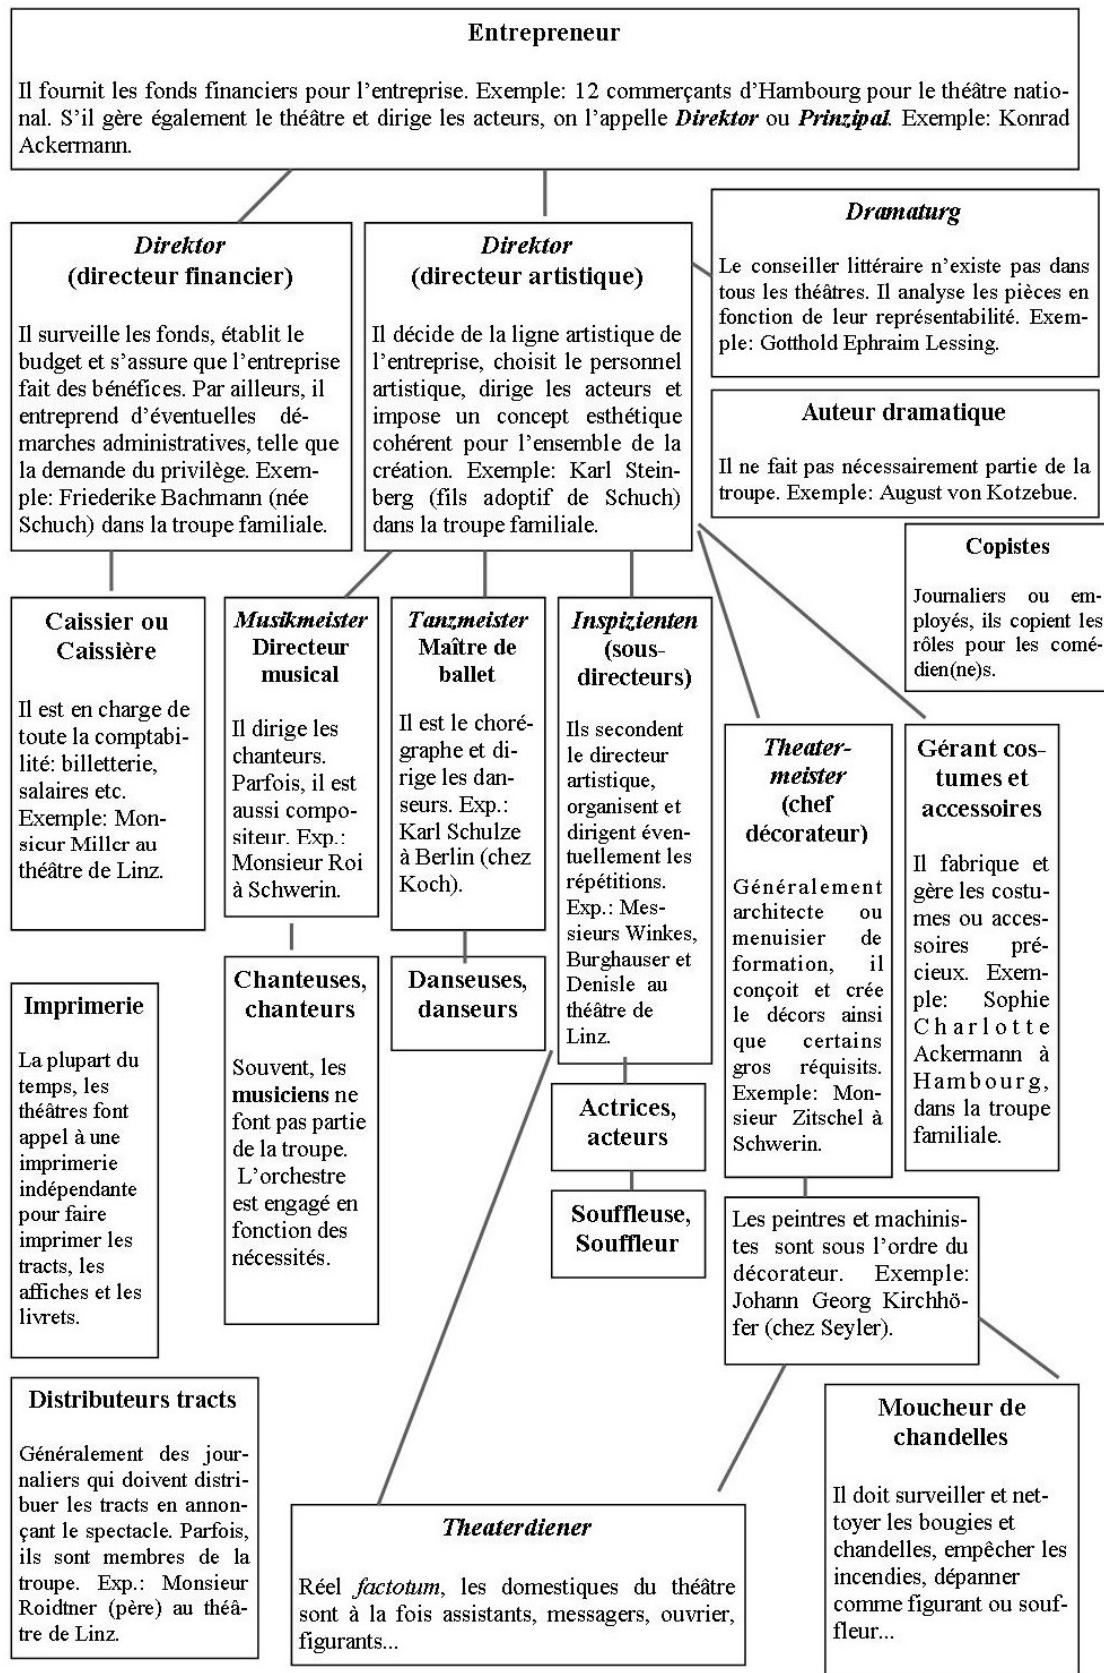 Entrepreneur
Il fournit les fonds financiers pour l'entreprise. Exemple: 12 commerçants d'Hambourg pour le théâtre natio-
nal. S'il gère également le théâtre et dirige les acteurs, on l'appelle Direktor ou Prinzipal. Exemple: Konrad
Ackermann.
Direktor
(directeur financier)
Il surveille les fonds, établit le
budget et s'assure que l'entreprise
fait des bénéfices. Par ailleurs, il
entreprend d'éventuelles dé-
marches administratives, telle que
la demande du privilège. Exem-
ple: Friederike Bachmann (née
Schuch) dans la troupe familiale.
Direktor
(directeur artistique)
Il décide de la ligne artistique de
l'entreprise, choisit le personnel
artistique, dirige les acteurs et
impose un concept esthétique
cohérent pour l'ensemble de la
création. Exemple: Karl Stein-
berg (fils adoptif de Schuch)
dans la troupe familiale.
Dramaturg
Le conseiller littéraire n'existe pas dans
tous les théâtres. Il analyse les pièces en
fonction de leur représentabilité. Exem-
ple: Gotthold Ephraim Lessing.
Auteur dramatique
Il ne fait pas nécessairement partie de la
troupe. Exemple: August von Kotzebue.
Copistes
Journaliers ou em-
ployés, ils copient les
rôles pour les comé-
dien(ne)s.
Caissier ou
Caissière
Il est en charge de
toute la comptabi-
lité: billetterie,
salaires etc.
Exemple: Mon-
sieur Miller au
théâtre de Linz.
Musikmeister
Directeur
musical
Il dirige les
chanteurs.
Parfois, il est
aussi compo-
siteur. Exp.:
Monsieur Roi
à Schwerin.
Tanzmeister
Maître de
ballet
Il est le choré-
graphe et di-
rige les dan-
seurs. Exp.:
Karl Schulze
à Berlin (chez
Koch).
Inspizienten
(sous-
directeurs)
Ils secondent
le directeur
artistique,
organisent et
dirigent éven-
tuellement les
répétitions.
Exp.: Mes-
sieurs Winkes,
Burghauser et
Denisle au
théâtre de
Linz.
Theater-
meister
(chef
décorateur)
Généralement
architecte ou
menuisier de
formation, il
conçoit et crée
le décors ainsi
que certains
gros réquisits.
Exemple: Mon-
sieur Zitschel à
Schwerin.
Gérant cos-
tumes et
accessoires
Il fabrique et
gère les costu-
mes ou acces-
soires pré-
cieux. Exem-
ple: Sophie
Charlotte
Ackermann à
Hambourg,
dans la troupe
familiale.
Imprimerie
La plupart du
temps, les
théâtres font
appel à une
imprimerie
indépendante
pour faire
imprimer les
tracts, les
affiches et les
livrets.
Chanteuses,
chanteurs
Souvent, les
musiciens ne
font pas partie
de la troupe.
L'orchestre
est engagé en
fonction des
nécessités.
Danseuses,
danseurs
Actrices,
acteurs
Souffleuse,
Souffleur
Les peintres et machinis-
tes sont sous l'ordre du
décorateur. Exemple:
Johann Georg Kirchhö-
fer (chez Seyler).
Distributeurs tracts
Généralement des jour-
naliers qui doivent distri-
buer les tracts en annon-
çant le spectacle. Parfois,
ils sont membres de la
troupe. Exp.: Monsieur
Roidtner (père) au théâ-
tre de Linz.
Theaterdiener
Réel factotum, les domestiques du théâtre
sont à la fois assistants, messagers, ouvrier,
figurants...
Moucheur de
chandelles
Il doit surveiller et net-
toyer les bougies et
chandelles, empêcher les
incendies, dépanner
comme figurant ou souf-
fleur...